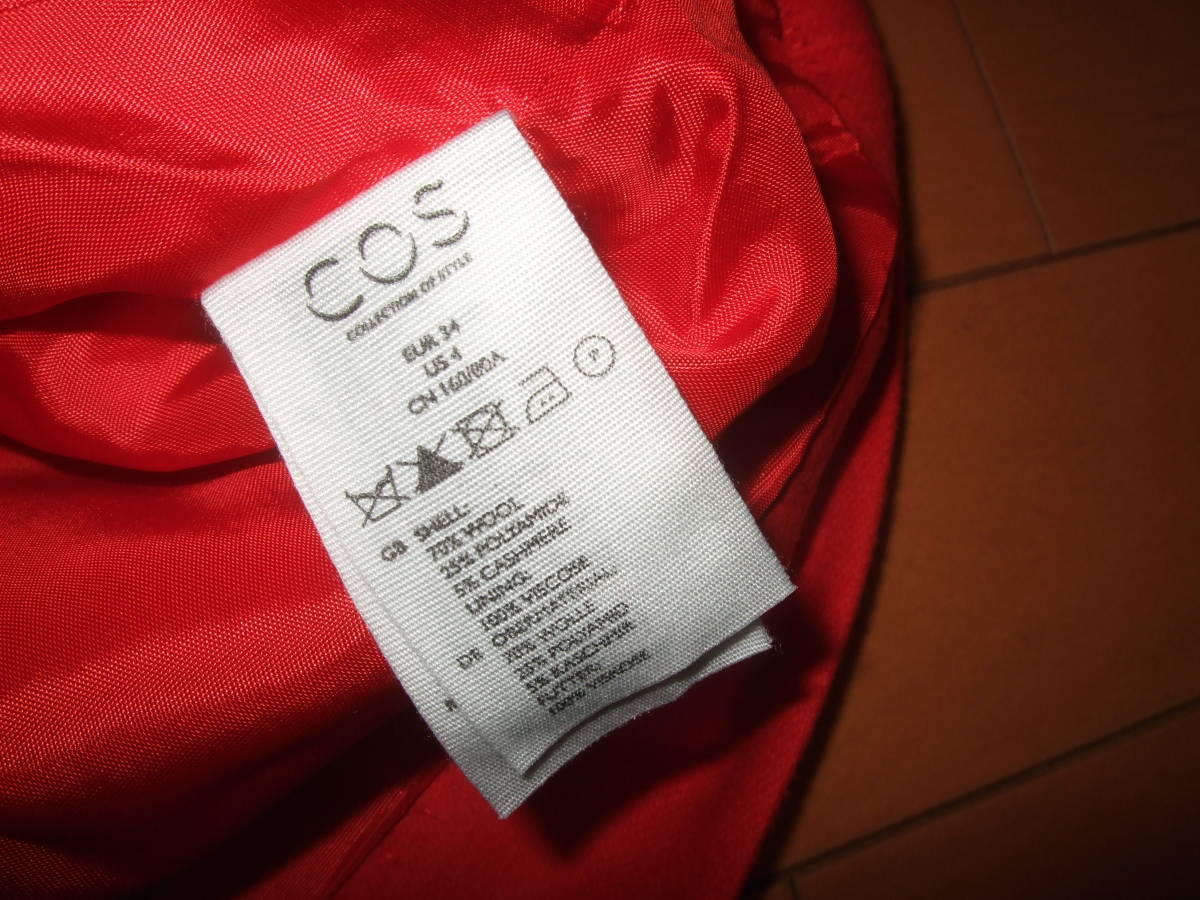 COS
COLLECTION OF STYLE
EUR 34
US 4
CN 160/80A
P
GB SHELL:
70% WOOL
25% POLYAMIDE
5% CASHMERE
LINING:
100% VISCOSE
DE OBERMATERIAL:
70% WOLLE
25% POLYAMID
5% KASCHMIR
FUTTER:
100% VISKOSE